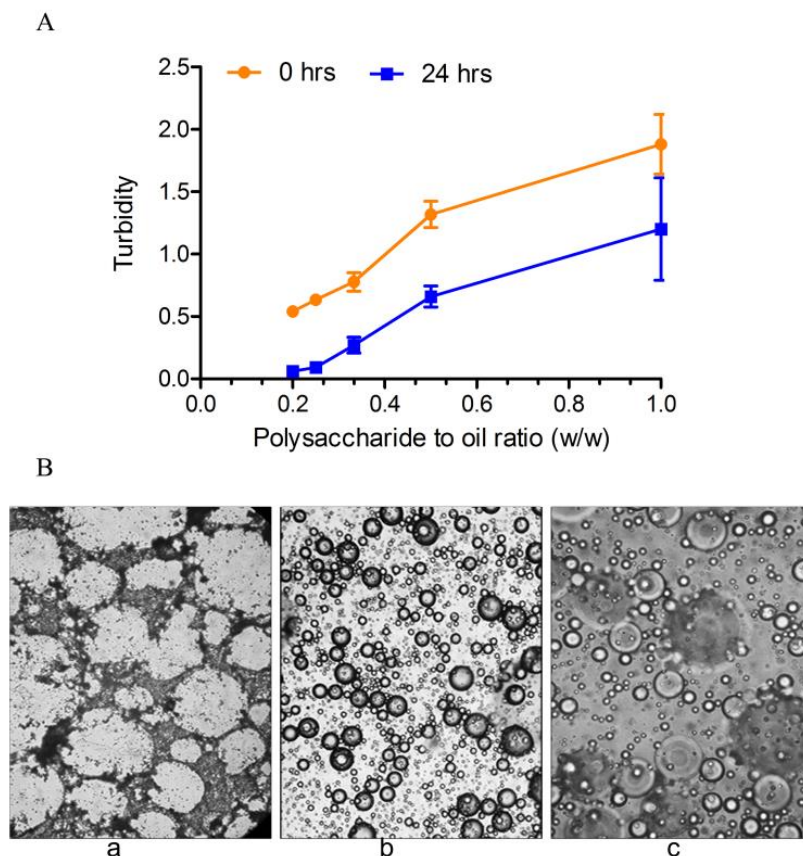 A
0 hrs 24 hrs
2.5
2.0
1.5
1.0
0.5
0.0
Turbidity
0.0 0.2 0.4 0.6 0.8 1.0
Polysaccharide to oil ratio (w/w)
B
a b c